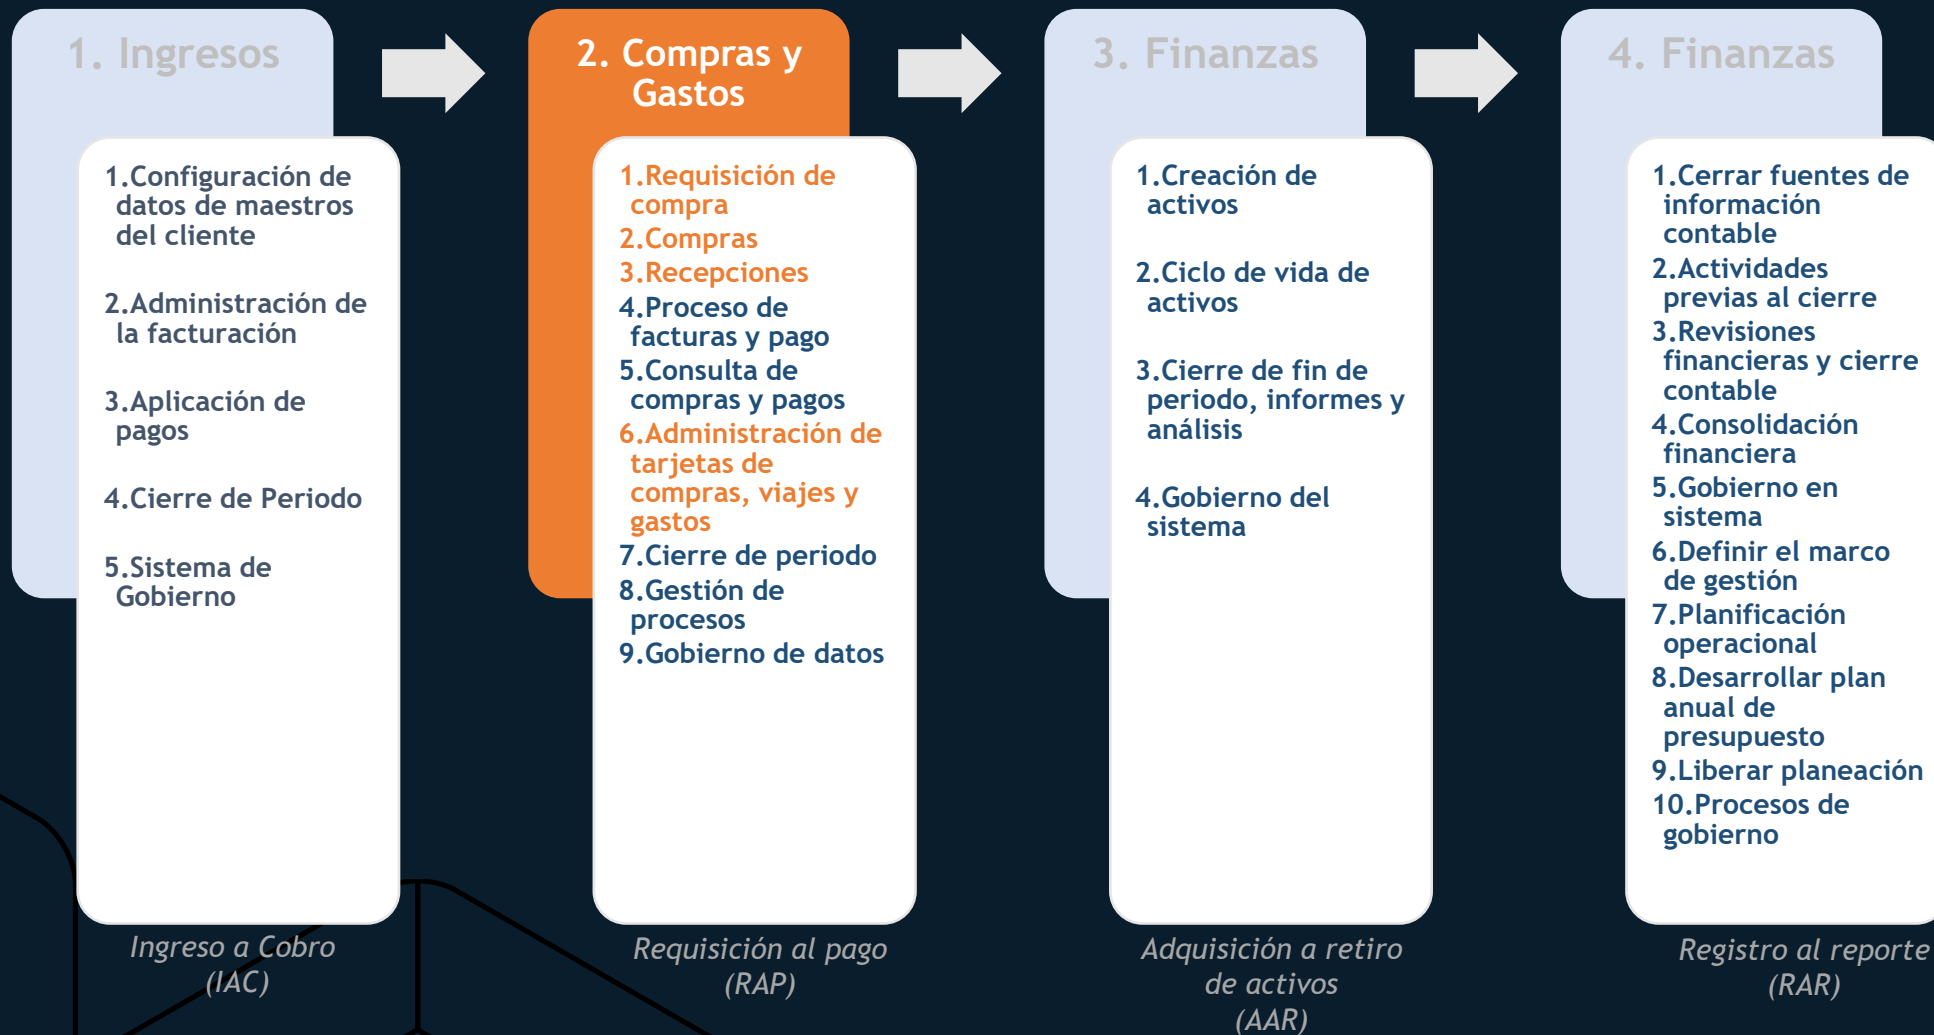 1. Ingresos
1.Configuración de
datos de maestros
del cliente
2.Administración de
la facturación
3.Aplicación de
pagos
4.Cierre de Periodo
5.Sistema de
Gobierno
Ingreso a Cobro
(IAC)
2. Compras y
Gastos
1.Requisición de
compra
2.Compras
3.Recepciones
4.Proceso de
facturas y pago
5.Consulta de
compras y pagos
6.Administración de
tarjetas de
compras, viajes y
gastos
7.Cierre de periodo
8.Gestión de
procesos
9.Gobierno de datos
Requisición al pago
(RAP)
3. Finanzas
1.Creación de
activos
2.Ciclo de vida de
activos
3.Cierre de fin de
periodo, informes y
análisis
4.Gobierno del
sistema
Adquisición a retiro
de activos
(AAR)
4. Finanzas
1.Cerrar fuentes de
información
contable
2.Actividades
previas al cierre
3.Revisiones
financieras y cierre
contable
4.Consolidación
financiera
5.Gobierno en
sistema
6.Definir el marco
de gestión
7.Planificación
operacional
8.Desarrollar plan
anual de
presupuesto
9.Liberar planeación
10.Procesos de
gobierno
Registro al reporte
(RAR)